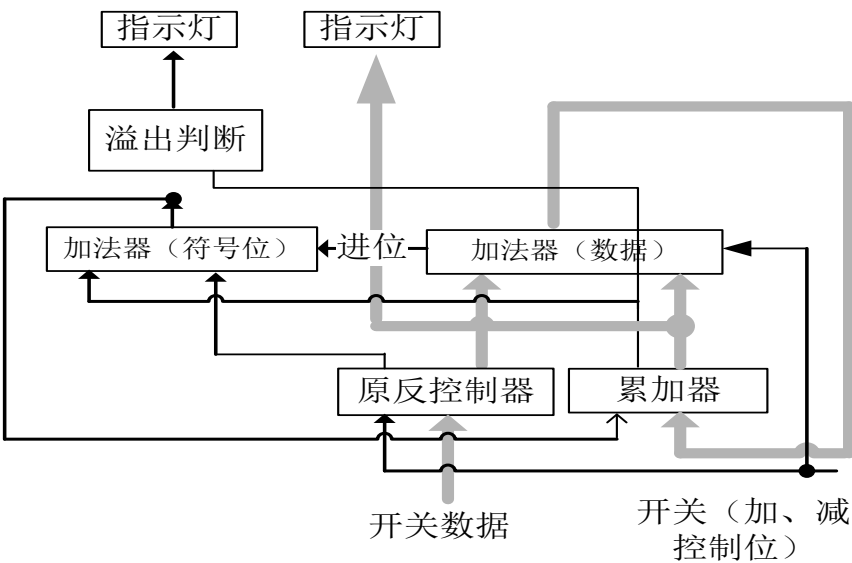 指示灯
指示灯
溢出判断
加法器（符号位）
进位
加法器（数据）
原反控制器
累加器
开关数据
开关（加、减
控制位）